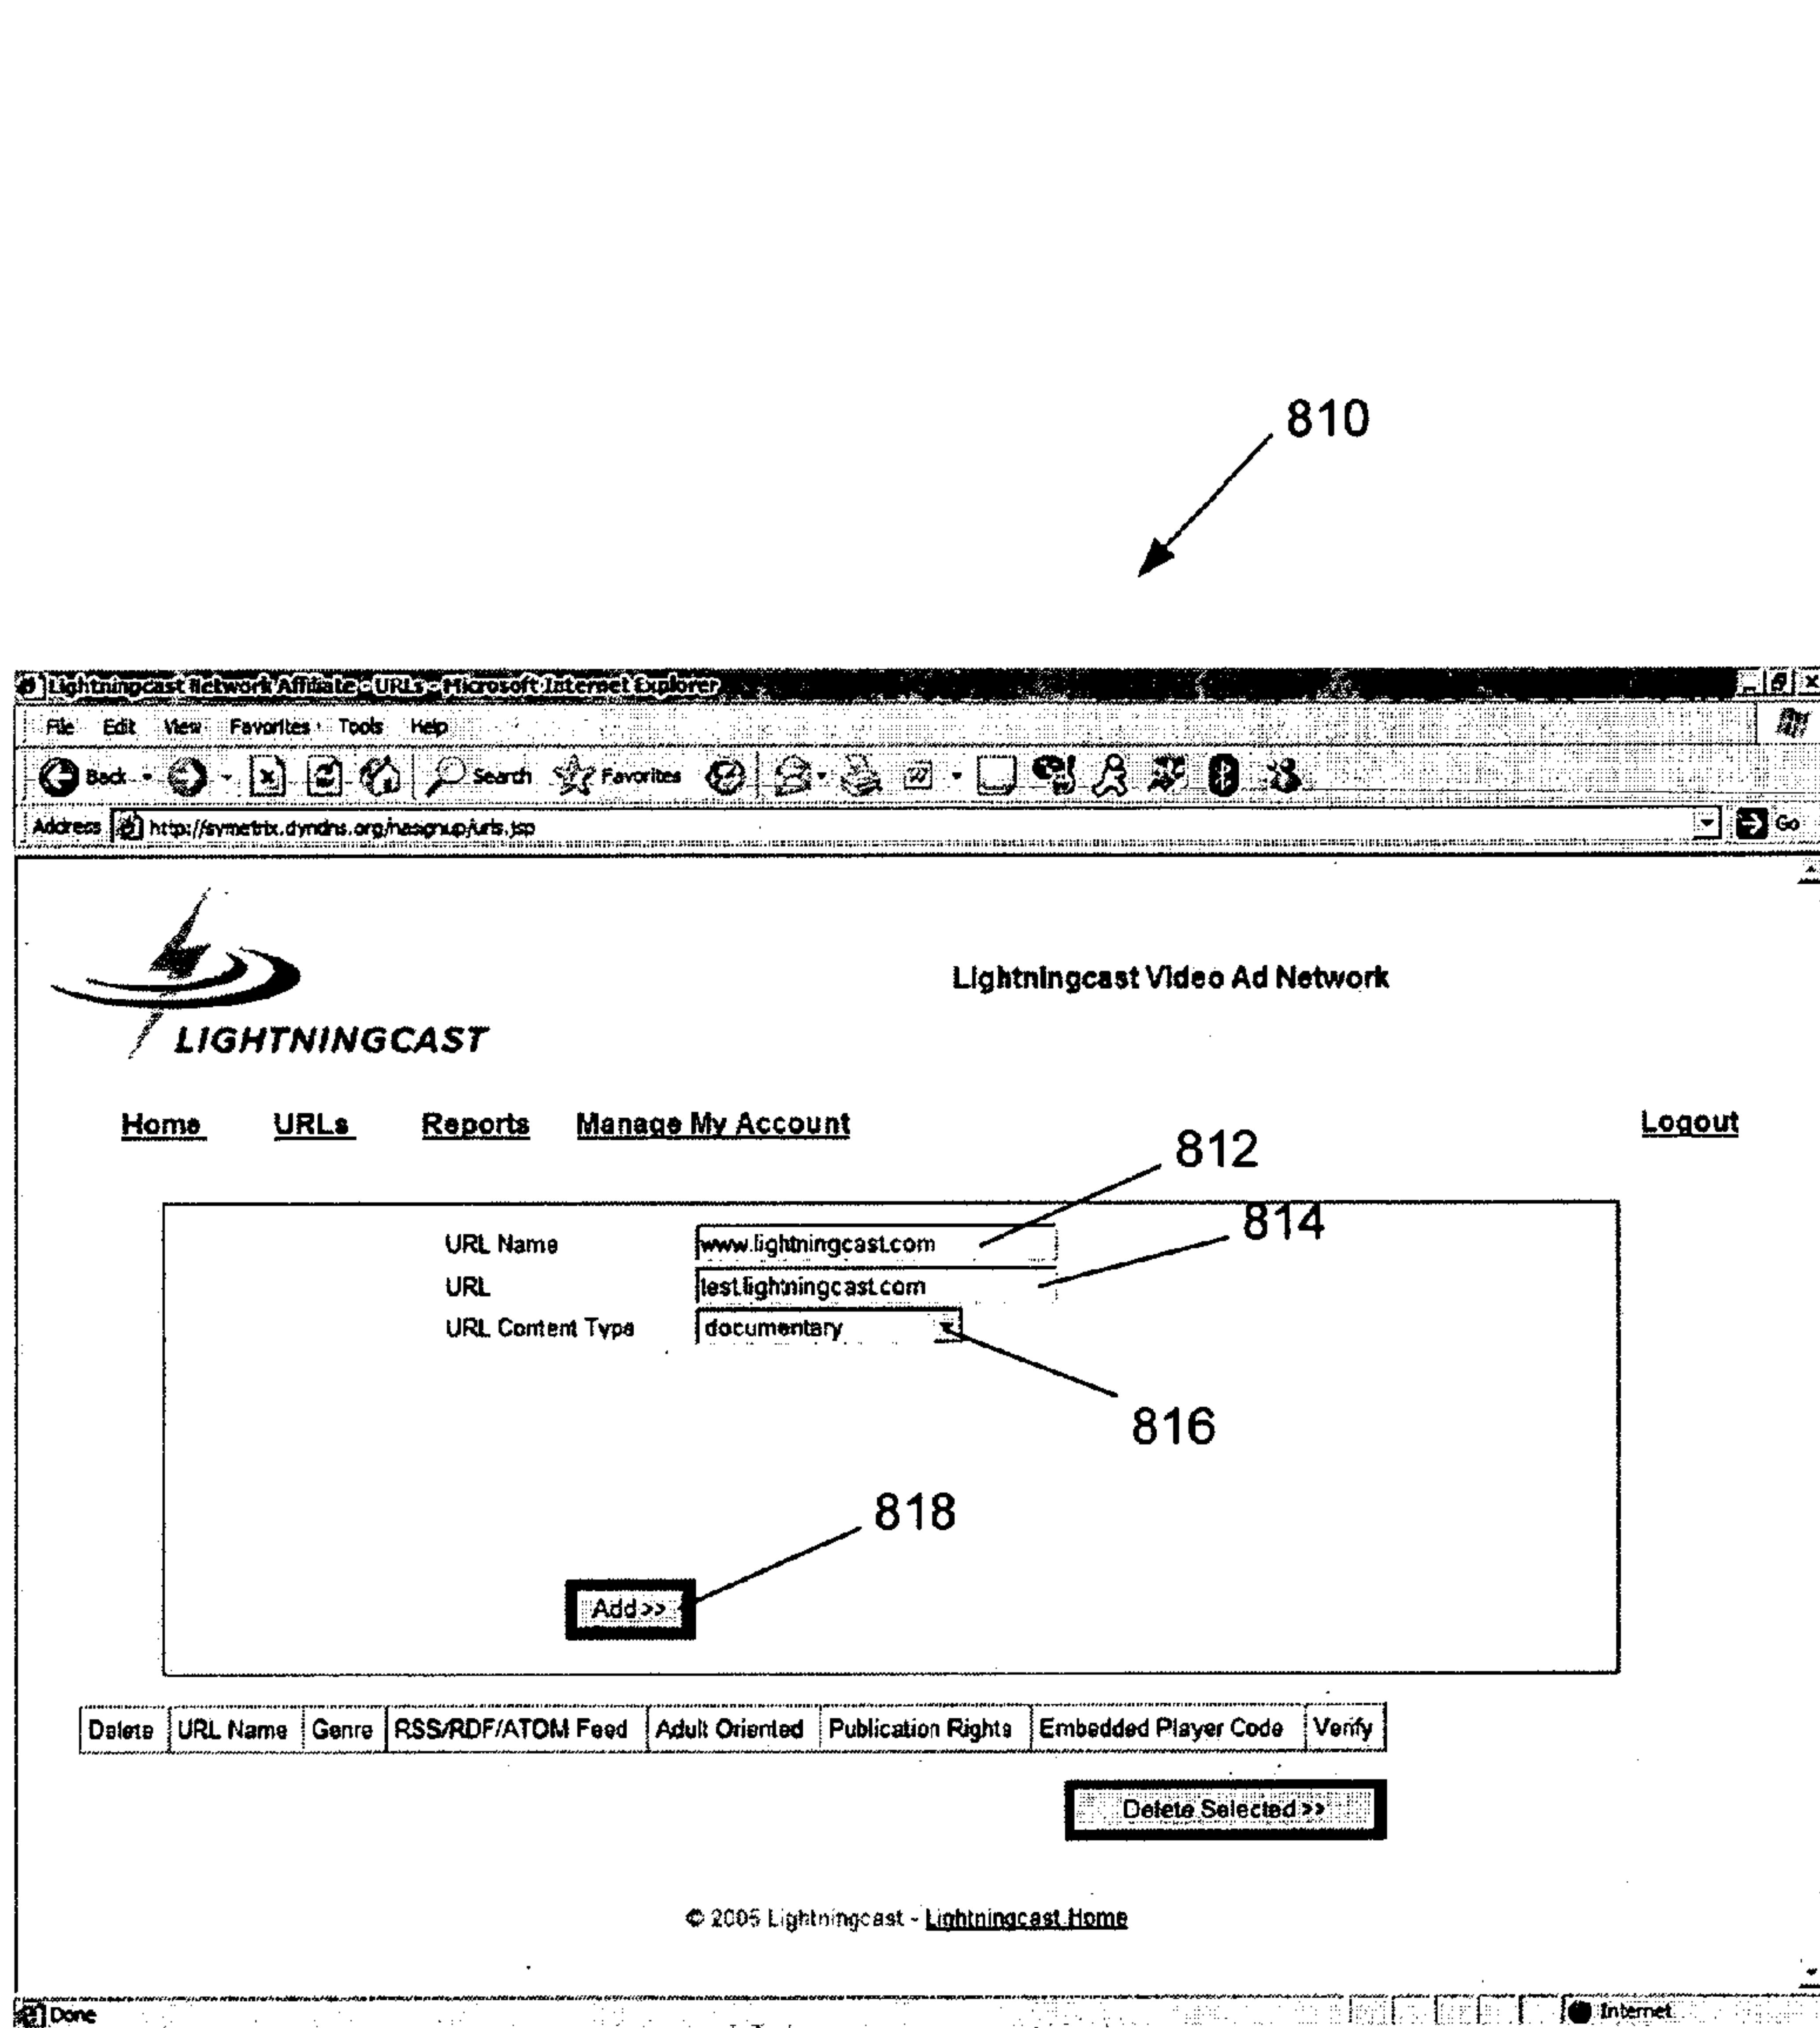 810
Lightningcast Network Affiliate - URLs - Microsoft Internet Explorer
File Edit View Favorites Tools Help
Back Search Favorites
Address http://symetrix.dyndns.org/nasignup/urls.jsp Go
Lightningcast Video Ad Network
LIGHTNINGCAST
Home URLs Reports Manage My Account Logout
812
814
URL Name www.lightningcast.com
URL test.lightningcast.com
URL Content Type documentary
816
818
Add >>
Delete URL Name Genre RSS/RDF/ATOM Feed Adult Oriented Publication Rights Embedded Player Code Verify
Delete Selected >>
© 2005 Lightningcast - Lightningcast Home
Done Internet